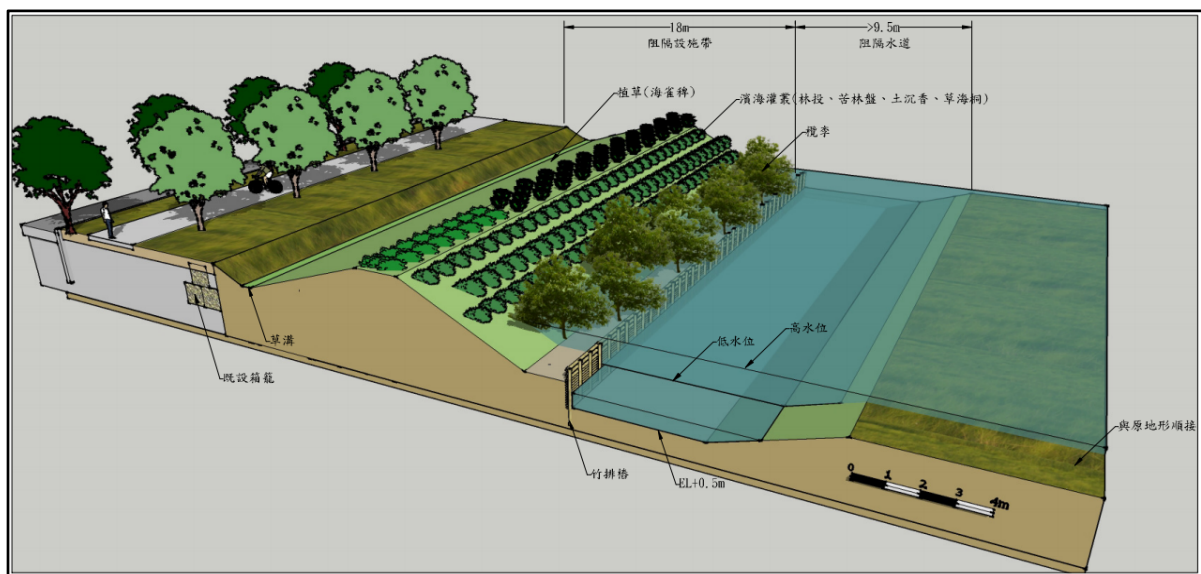 18m
>9.5m
阻隔設施帶
阻隔水道
植草(海雀稗)
濱海灌叢(林投、苦林盤、土沉香、草海桐)
欖李
高水位
低水位
草溝
既設箱籠
與原地形順接
竹排樁
EL+0.5m
0 1 2 3 4m